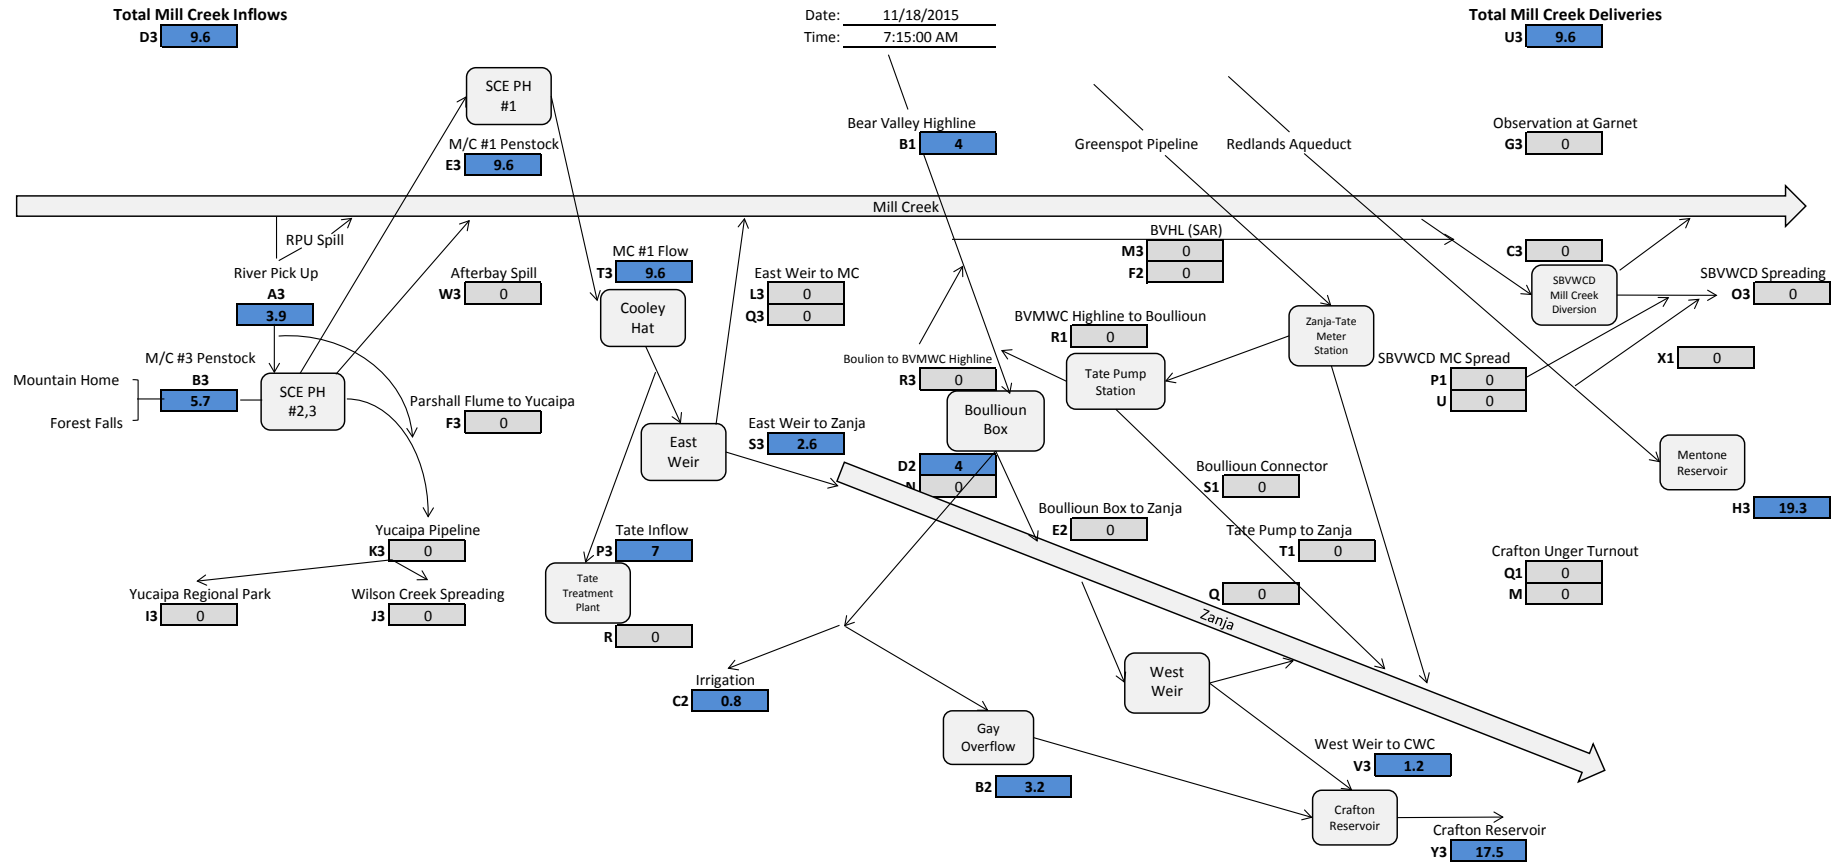 Total Mill Creek Inflows
D3 9.6
Date: 11/18/2015
Time: 7:15:00 AM
Total Mill Creek Deliveries
U3 9.6
SCE PH
#1
M/C #1 Penstock
E3 9.6
Bear Valley Highline
B1 4
Greenspot Pipeline
Redlands Aqueduct
Observation at Garnet
G3 0
Mill Creek
RPU Spill
River Pick Up
A3
3.9
Afterbay Spill
W3 0
MC #1 Flow
T3 9.6
Cooley
Hat
East Weir to MC
L3 0
Q3 0
BVHL (SAR)
M3 0
F2 0
C3 0
SBVWCD
Mill Creek
Diversion
SBVWCD Spreading
O3 0
BVMWC Highline to Boullioun
R1 0
Zanja-Tate
Meter
Station
M/C #3 Penstock
B3
5.7
Mountain Home
Forest Falls
SCE PH
#2,3
Boulion to BVMWC Highline
R3 0
Tate Pump
Station
SBVWCD MC Spread
P1 0
U 0
X1 0
Parshall Flume to Yucaipa
F3 0
East
Weir
East Weir to Zanja
S3 2.6
Boullioun
Box
D2 4
N 0
Mentone
Reservoir
H3 19.3
Boullioun Connector
S1 0
Boullioun Box to Zanja
E2 0
Tate Pump to Zanja
T1 0
Yucaipa Pipeline
K3 0
Tate Inflow
P3 7
Tate
Treatment
Plant
R 0
Crafton Unger Turnout
Q1 0
M 0
Yucaipa Regional Park
I3 0
Wilson Creek Spreading
J3 0
Q 0
Zanja
Irrigation
C2 0.8
West
Weir
Gay
Overflow
B2 3.2
West Weir to CWC
V3 1.2
Crafton
Reservoir
Crafton Reservoir
Y3 17.5